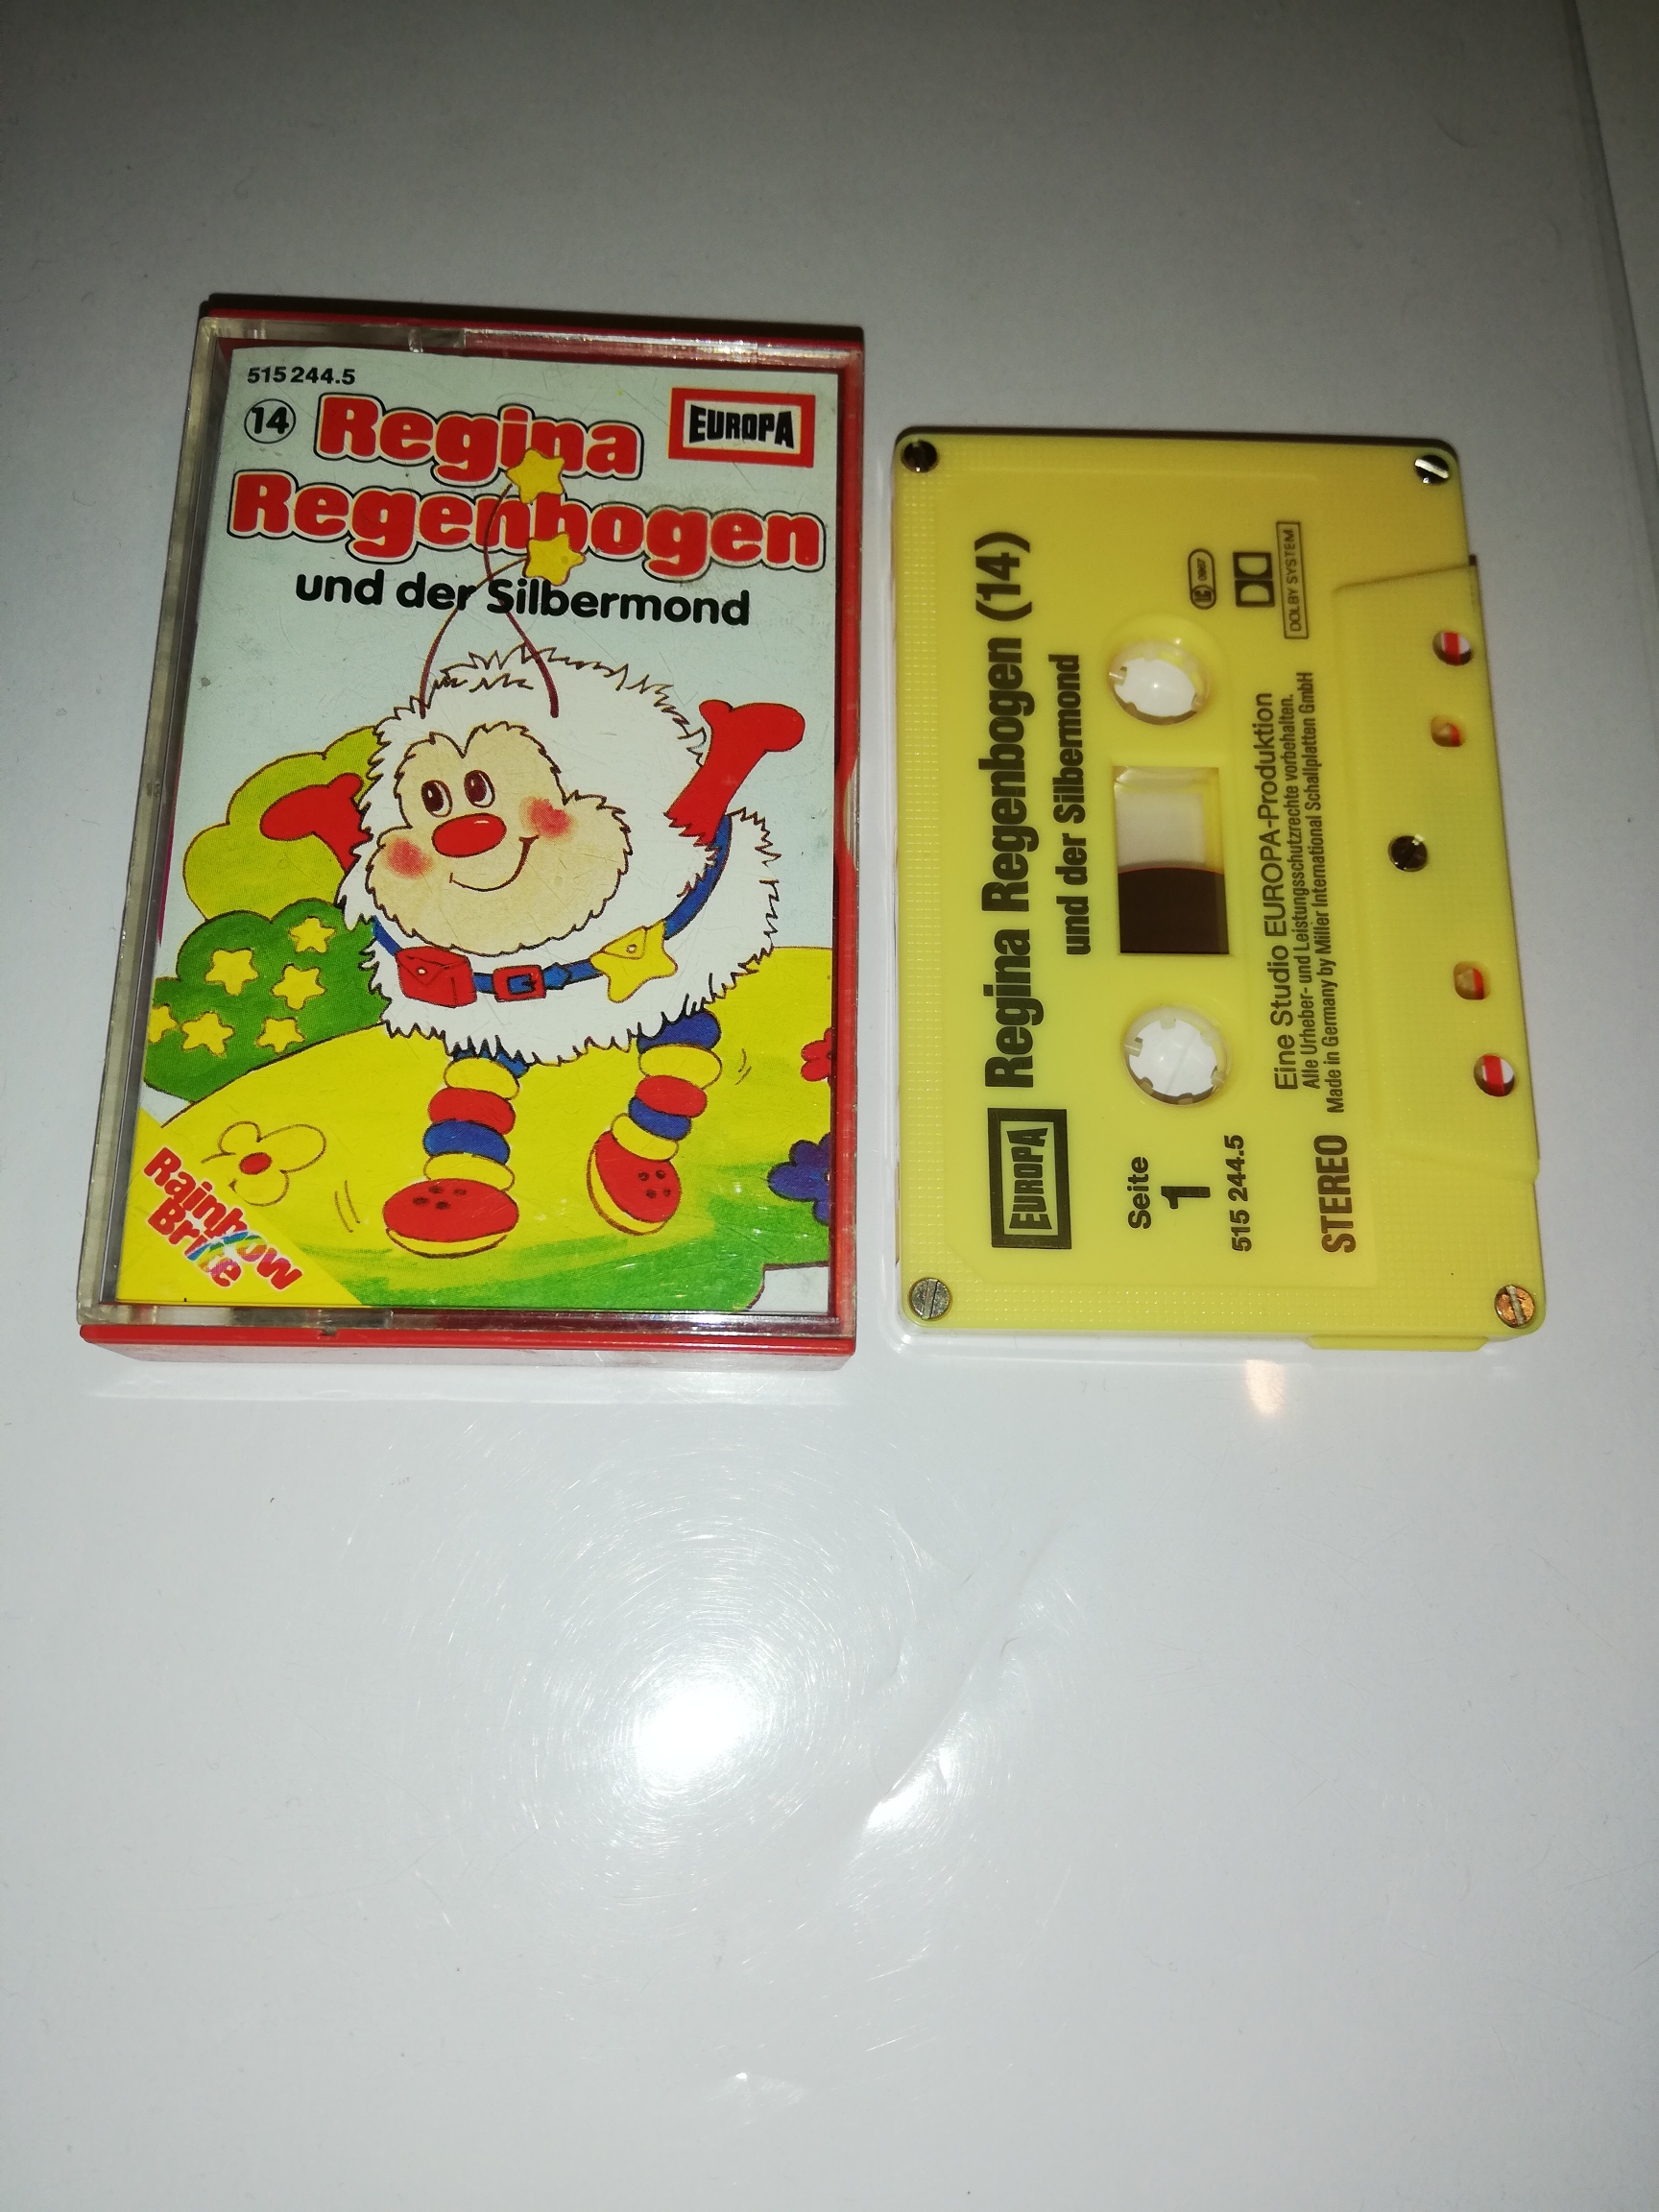 515 244.5
14 Regina
EUROPA
Regenbogen
und der Silbermond
Rainbow
Brite
EUROPA Regina Regenbogen (14)
und der Silbermond
Seite
1
515 244.5
DOLBY SYSTEM
Eine Studio EUROPA-Produktion
Alle Urheber- und Leistungsschutzrechte vorbehalten.
Made in Germany by Miller International Schallplatten GmbH
STEREO